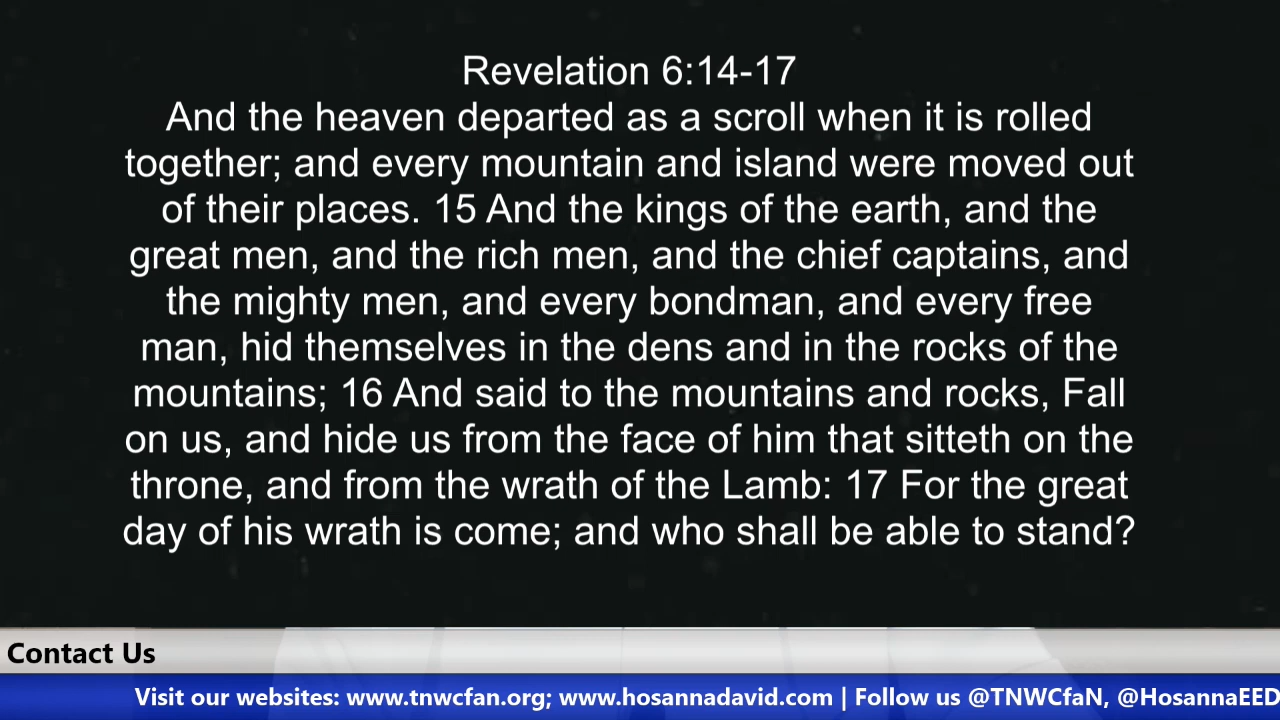 Revelation 6:14-17
And the heaven departed as a scroll when it is rolled
together; and every mountain and island were moved out
of their places. 15 And the kings of the earth, and the
great men, and the rich men, and the chief captains, and
the mighty men, and every bondman, and every free
man, hid themselves in the dens and in the rocks of the
mountains; 16 And said to the mountains and rocks, Fall
on us, and hide us from the face of him that sitteth on the
throne, and from the wrath of the Lamb: 17 For the great
day of his wrath is come; and who shall be able to stand?
Contact Us
Visit our websites: www.tnwcfan.org; www.hosannadavid.com | Follow us @TNWCfaN, @HosannaEED